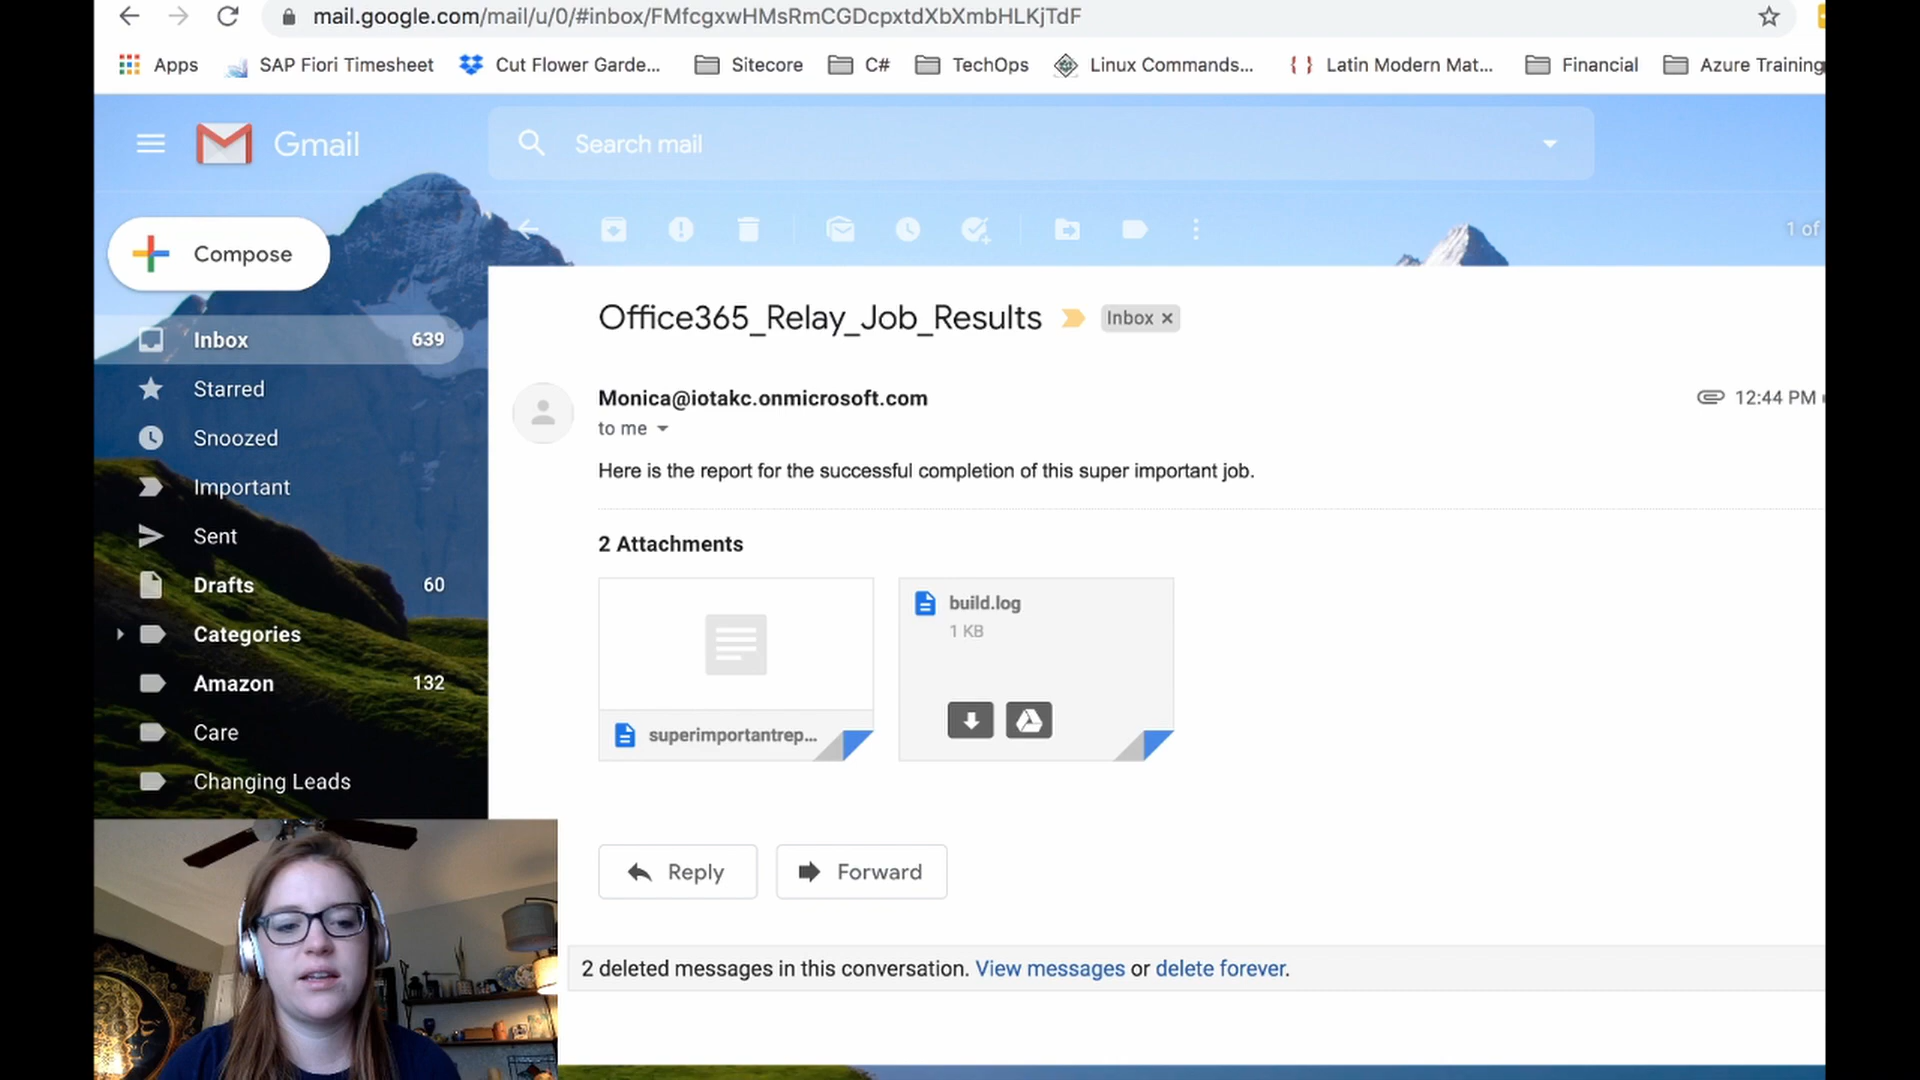 mail.google.com/mail/u/0/#inbox/FMfcgxwHMsRmCGDcpxtdXbXmbHLKjTdF
Apps SAP Fiori Timesheet Cut Flower Garde... Sitecore C# TechOps Linux Commands... Latin Modern Mat... Financial Azure Training
Gmail
Search mail
Compose
1 of
Inbox 639
Starred
Snoozed
Important
Sent
Drafts 60
Categories
Amazon 132
Care
Changing Leads
Office365_Relay_Job_Results Inbox ×
Monica@iotakc.onmicrosoft.com 12:44 PM
to me
Here is the report for the successful completion of this super important job.
2 Attachments
superimportantrep...
build.log
1 KB
Reply Forward
2 deleted messages in this conversation. View messages or delete forever.